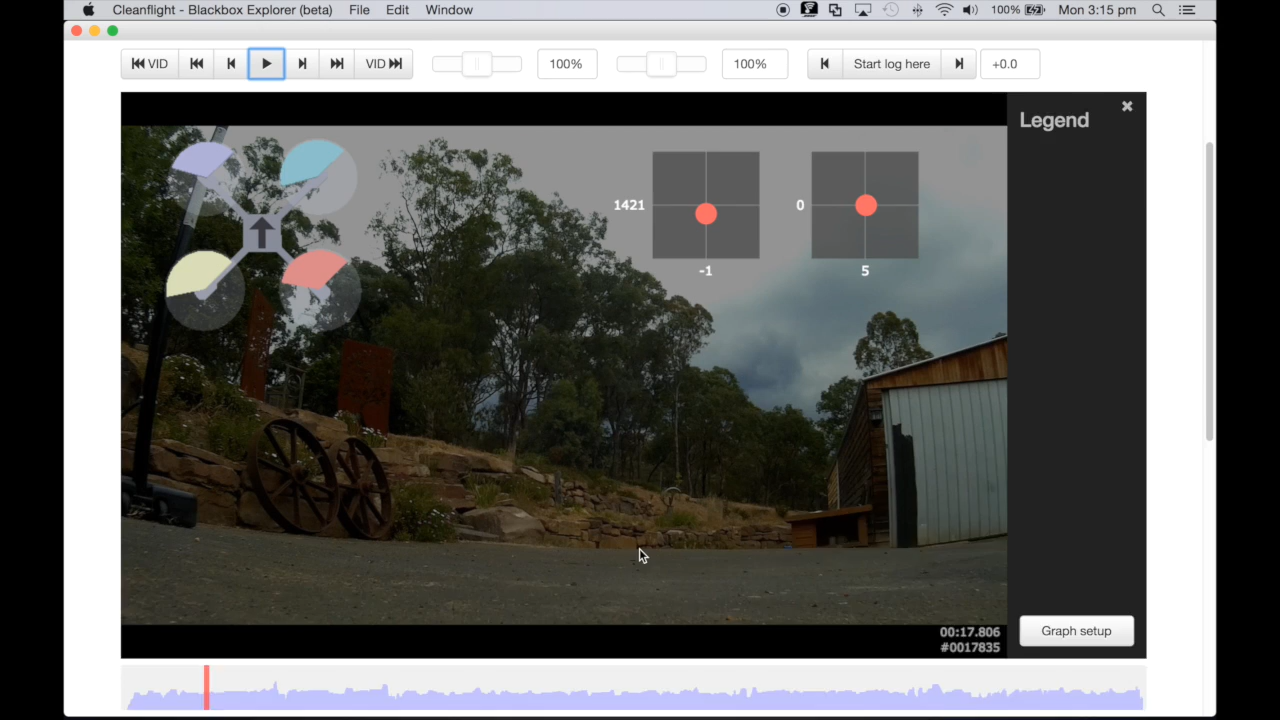 Cleanflight - Blackbox Explorer (beta) File Edit Window 100% Mon 3:15 pm
VID VID 100% 100% Start log here +0.0
Legend
1421 0
-1 5
Graph setup
00:17.806
#0017835